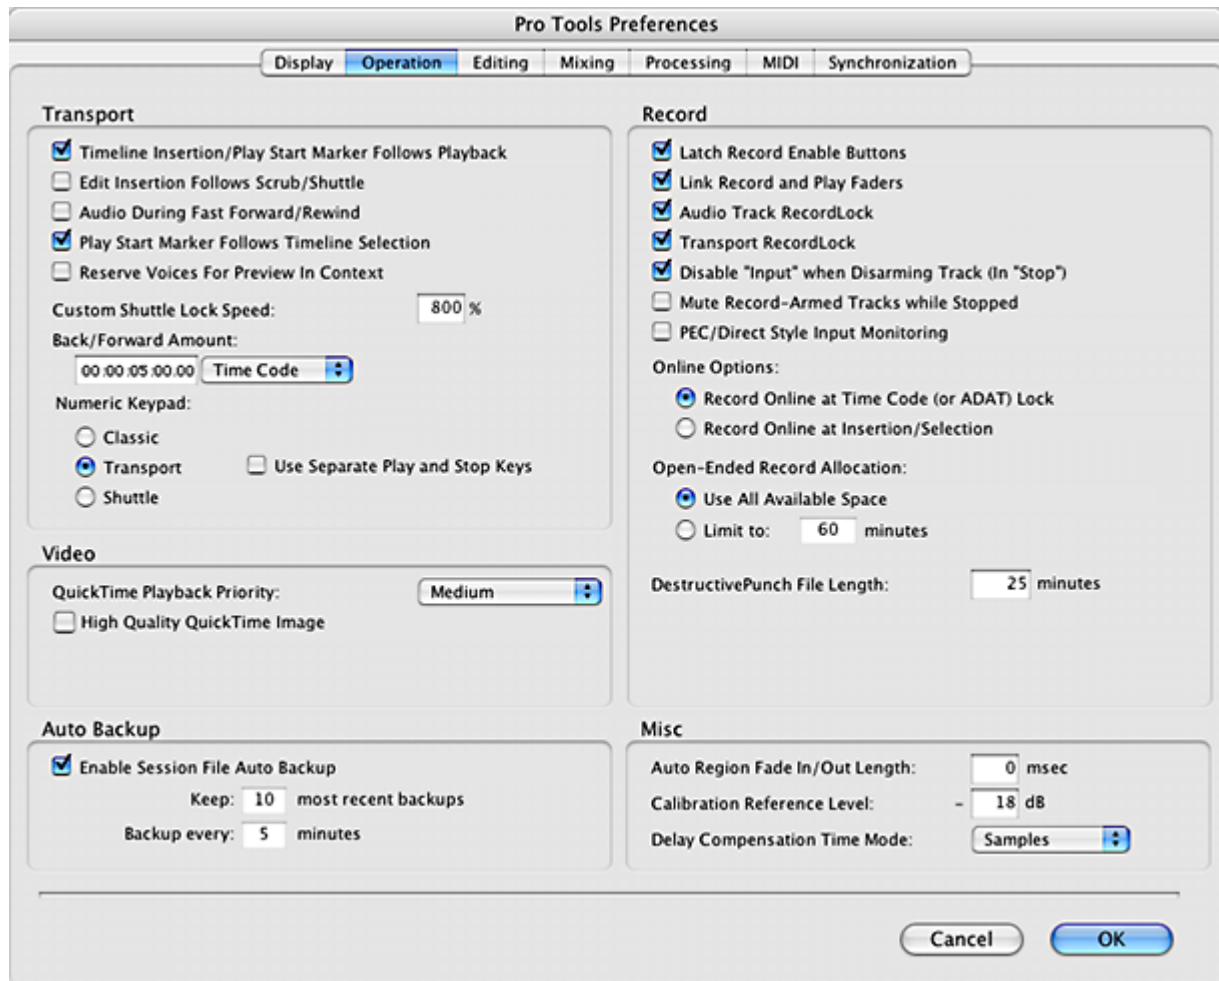 Pro Tools Preferences
Display Operation Editing Mixing Processing MIDI Synchronization
Transport
Timeline Insertion/Play Start Marker Follows Playback
Edit Insertion Follows Scrub/Shuttle
Audio During Fast Forward/Rewind
Play Start Marker Follows Timeline Selection
Reserve Voices For Preview In Context
Custom Shuttle Lock Speed: 800 %
Back/Forward Amount:
00:00:05:00.00 Time Code
Numeric Keypad:
Classic
Transport Use Separate Play and Stop Keys
Shuttle
Video
QuickTime Playback Priority: Medium
High Quality QuickTime Image
Auto Backup
Enable Session File Auto Backup
Keep: 10 most recent backups
Backup every: 5 minutes
Record
Latch Record Enable Buttons
Link Record and Play Faders
Audio Track RecordLock
Transport RecordLock
Disable "Input" when Disarming Track (In "Stop")
Mute Record-Armed Tracks while Stopped
PEC/Direct Style Input Monitoring
Online Options:
Record Online at Time Code (or ADAT) Lock
Record Online at Insertion/Selection
Open-Ended Record Allocation:
Use All Available Space
Limit to: 60 minutes
DestructivePunch File Length: 25 minutes
Misc
Auto Region Fade In/Out Length: 0 msec
Calibration Reference Level: - 18 dB
Delay Compensation Time Mode: Samples
Cancel OK